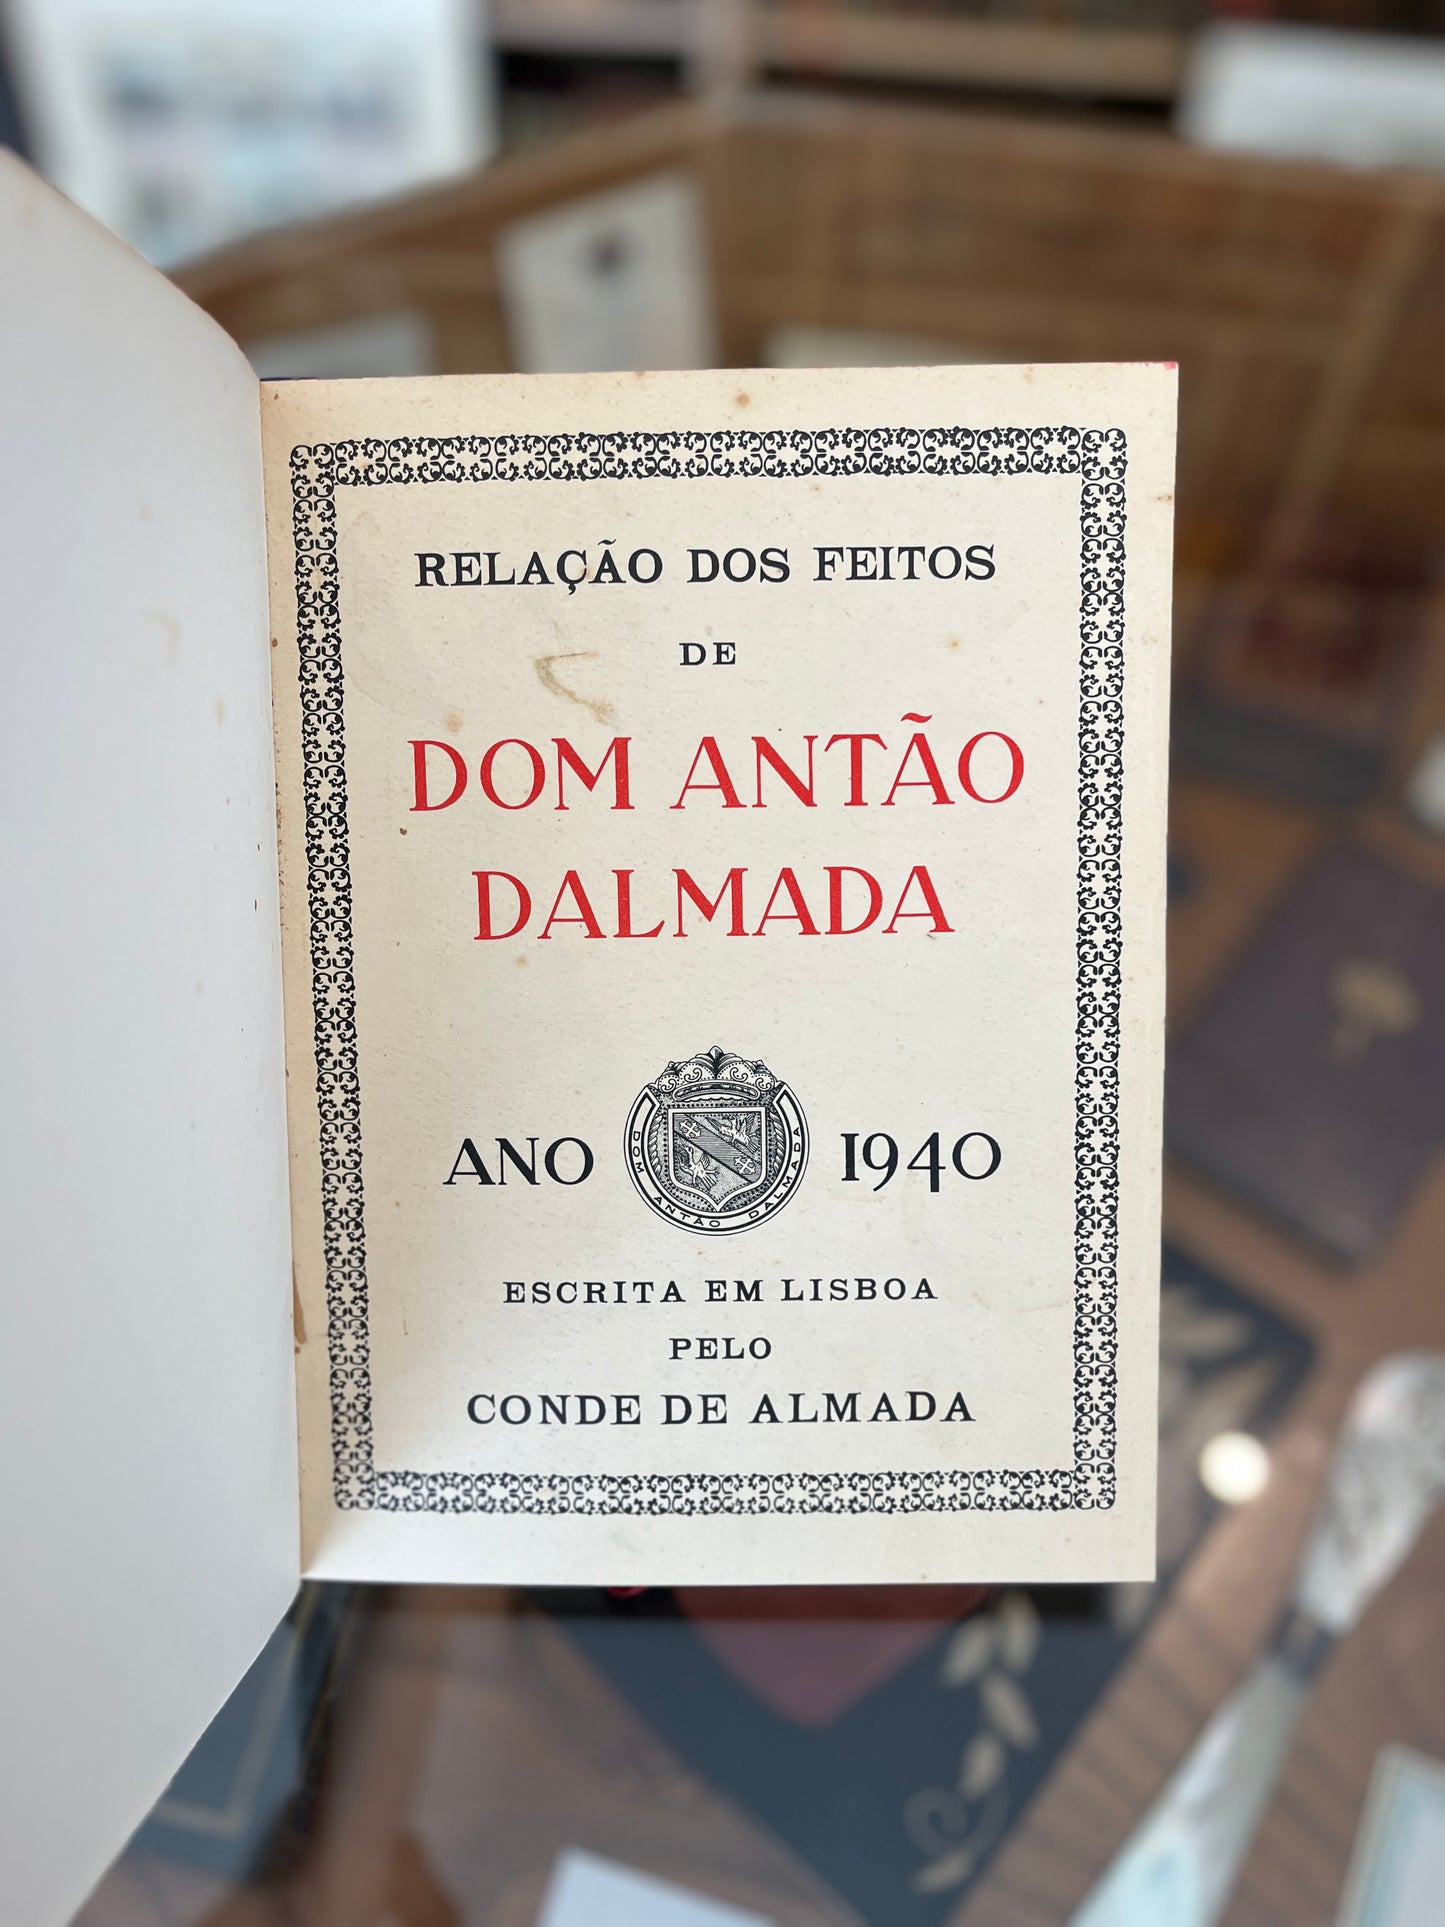 RELAÇÃO DOS FEITOS
DE
DOM ANTÃO
DALMADA
ANO 1940
DOM ANTÃO DALMADA
ESCRITA EM LISBOA
PELO
CONDE DE ALMADA